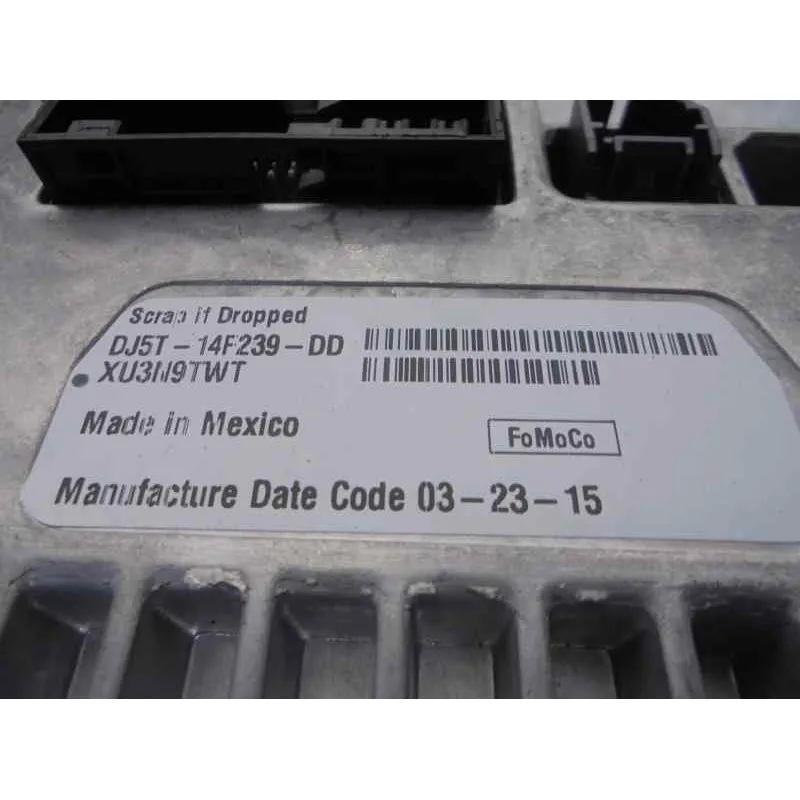 Scrap if Dropped
DJ5T-14F239-DD
XU3N9TWT
Made in Mexico
FoMoCo
Manufacture Date Code 03-23-15